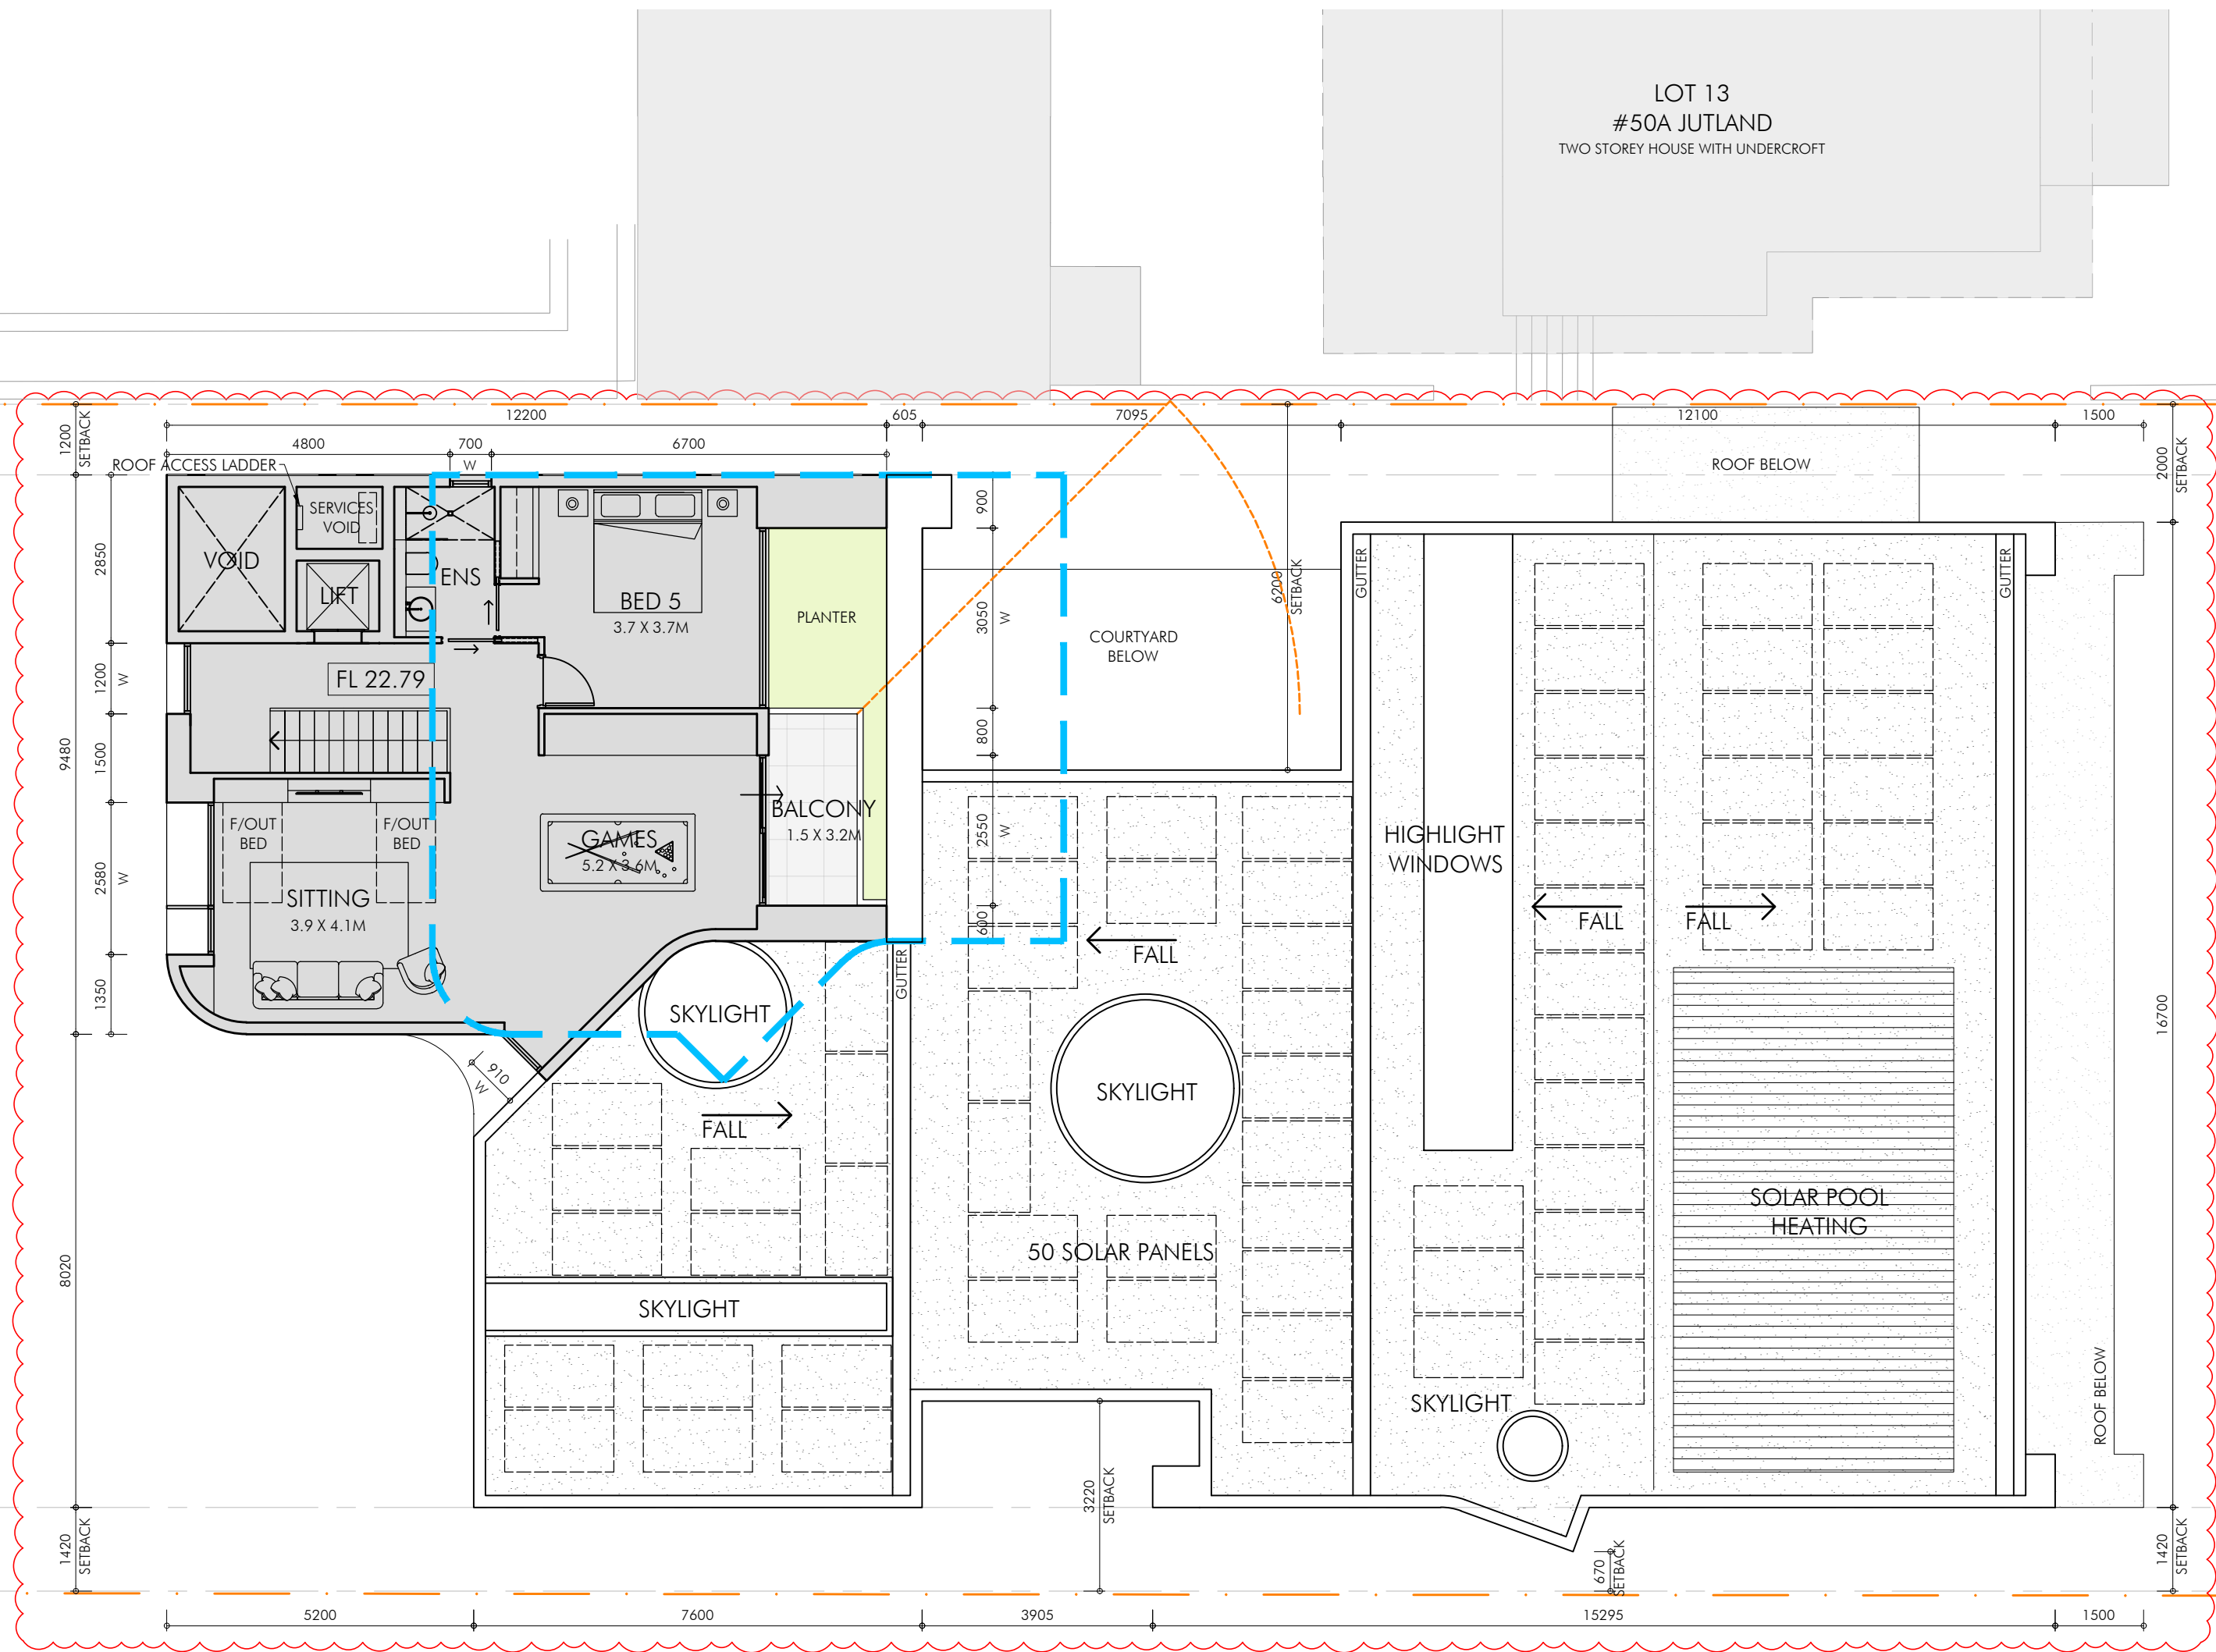 LOT 13
#50A JUTLAND
TWO STOREY HOUSE WITH UNDERCROFT
12200
605
7095
12100
1500
1200
SETBACK
4800
700
W
6700
ROOF ACCESS LADDER
2000
SETBACK
ROOF BELOW
SERVICES
VOID
VOID
LIFT
ENS
BED 5
3.7 X 3.7M
PLANTER
900
3050
W
800
2550
W
600
COURTYARD
BELOW
6200
SETBACK
GUTTER
GUTTER
2850
1200
W
1500
2580
W
1350
9480
8020
1420
SETBACK
FL 22.79
F/OUT
BED
F/OUT
BED
SITTING
3.9 X 4.1M
GAMES
5.2 X 3.6M
BALCONY
1.5 X 3.2M
HIGHLIGHT
WINDOWS
FALL
FALL
FALL
GUTTER
SKYLIGHT
910
W
FALL
SKYLIGHT
16700
SOLAR POOL
HEATING
50 SOLAR PANELS
SKYLIGHT
SKYLIGHT
ROOF BELOW
3220
SETBACK
670
SETBACK
1420
SETBACK
5200
7600
3905
15295
1500